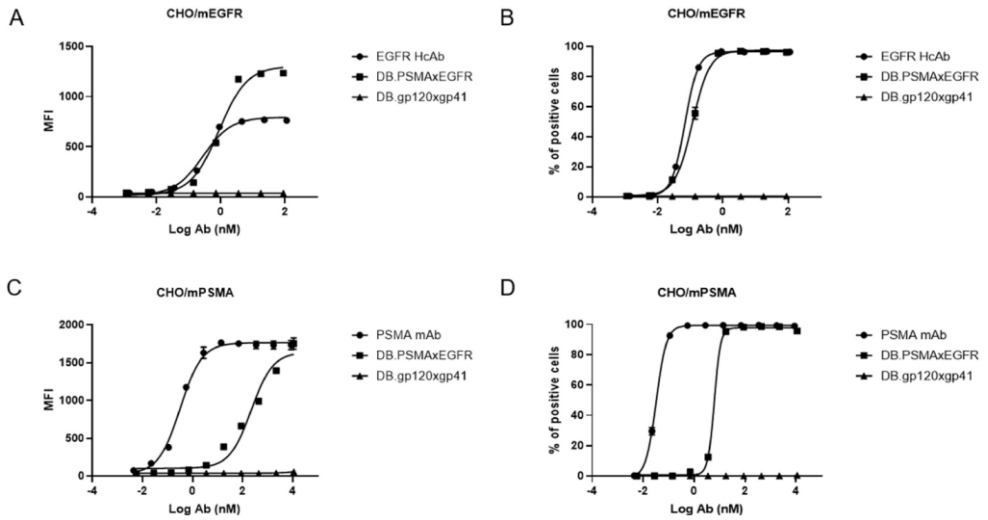 A
CHO/mEGFR
1500
1000
500
0
MFI
-4
-2
0
2
4
Log Ab (nM)
EGFR HcAb
DB.PSMAxEGFR
DB.gp120xgp41
B
CHO/mEGFR
100
80
60
40
20
0
% of positive cells
-4
-2
0
2
4
Log Ab (nM)
EGFR HcAb
DB.PSMAxEGFR
DB.gp120xgp41
C
CHO/mPSMA
2000
1500
1000
500
0
MFI
-4
-2
0
2
4
Log Ab (nM)
PSMA mAb
DB.PSMAxEGFR
DB.gp120xgp41
D
CHO/mPSMA
100
80
60
40
20
0
% of positive cells
-4
-2
0
2
4
Log Ab (nM)
PSMA mAb
DB.PSMAxEGFR
DB.gp120xgp41